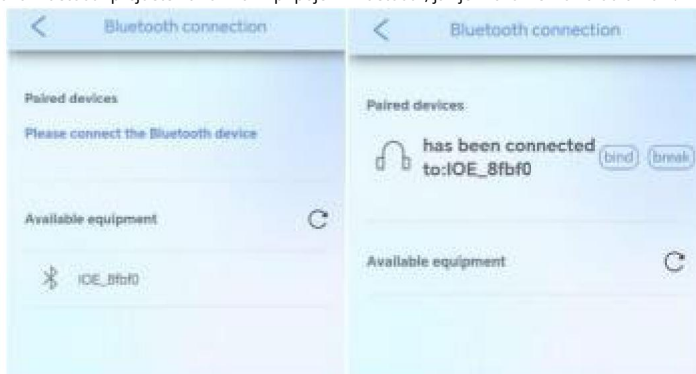 Bluetooth connection
Paired devices
Please connect the Bluetooth device
Available equipment
IOE_8fbf0
Bluetooth connection
Paired devices
has been connected
to:IOE_8fbf0
bind
break
Available equipment